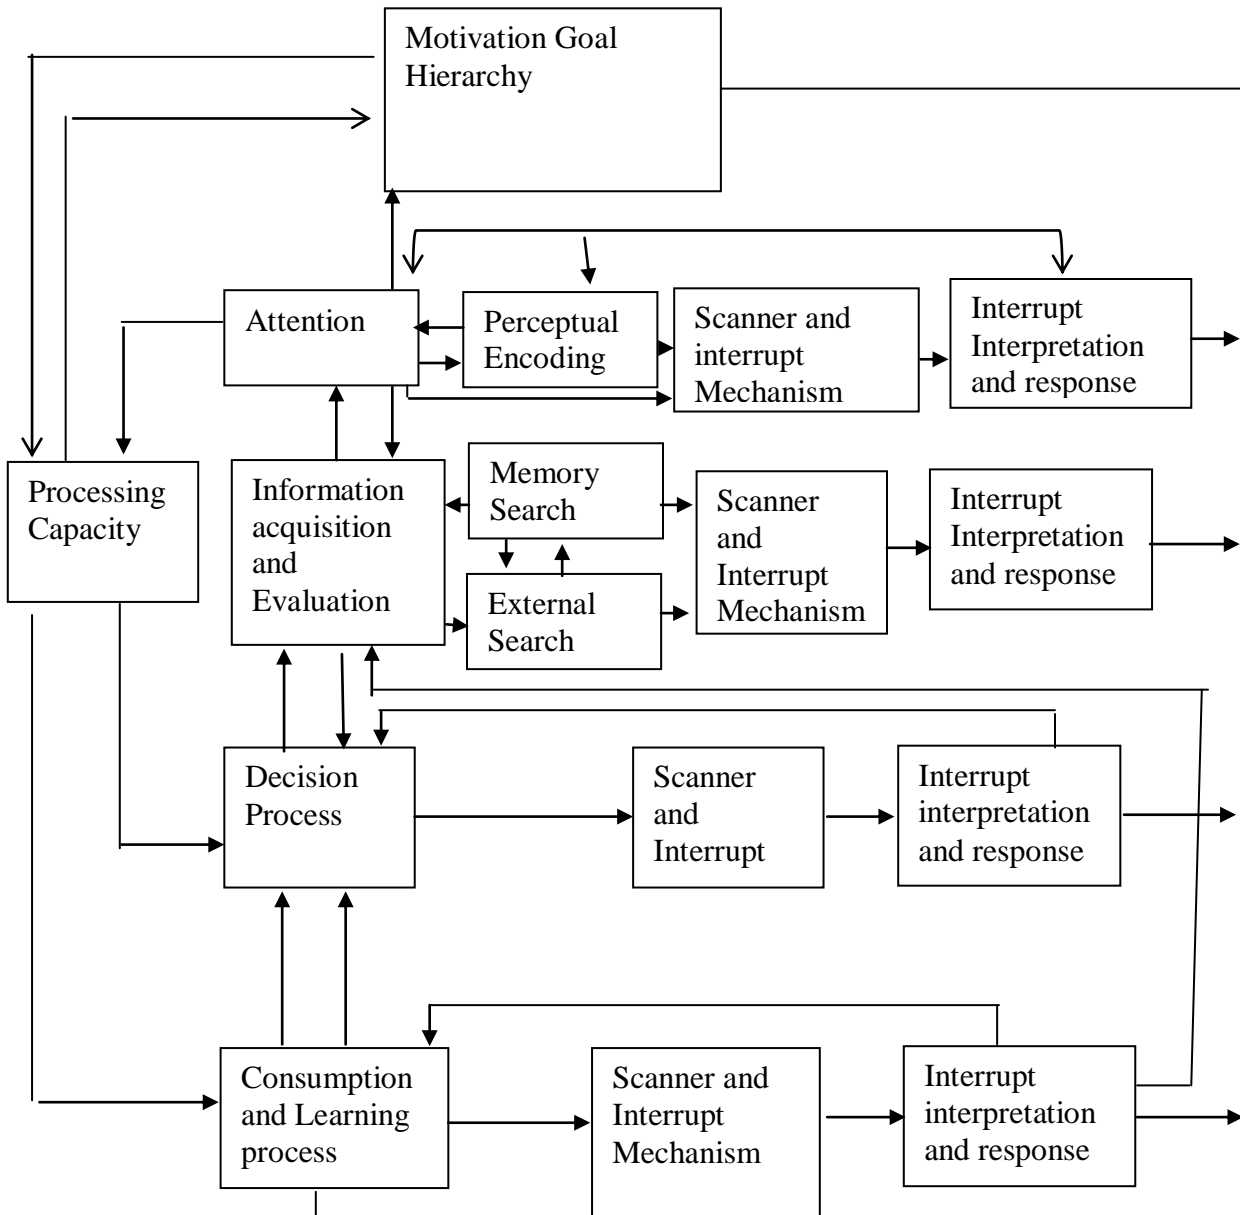 Motivation Goal
Hierarchy
Attention
Perceptual
Encoding
Scanner and
interrupt
Mechanism
Interrupt
Interpretation
and response
Processing
Capacity
Information
acquisition
and
Evaluation
Memory
Search
External
Search
Scanner
and
Interrupt
Mechanism
Interrupt
Interpretation
and response
Decision
Process
Scanner
and
Interrupt
Interrupt
interpretation
and response
Consumption
and Learning
process
Scanner and
Interrupt
Mechanism
Interrupt
interpretation
and response